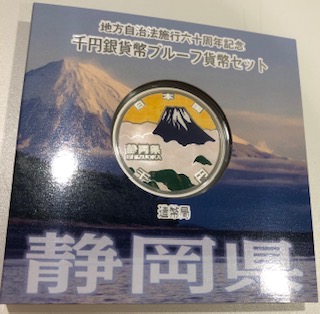 地方自治法施行六十周年記念
千円銀貨幣プルーフ貨幣セット
日本国
静岡県
SHIZUOKA
千円
造幣局
静岡県